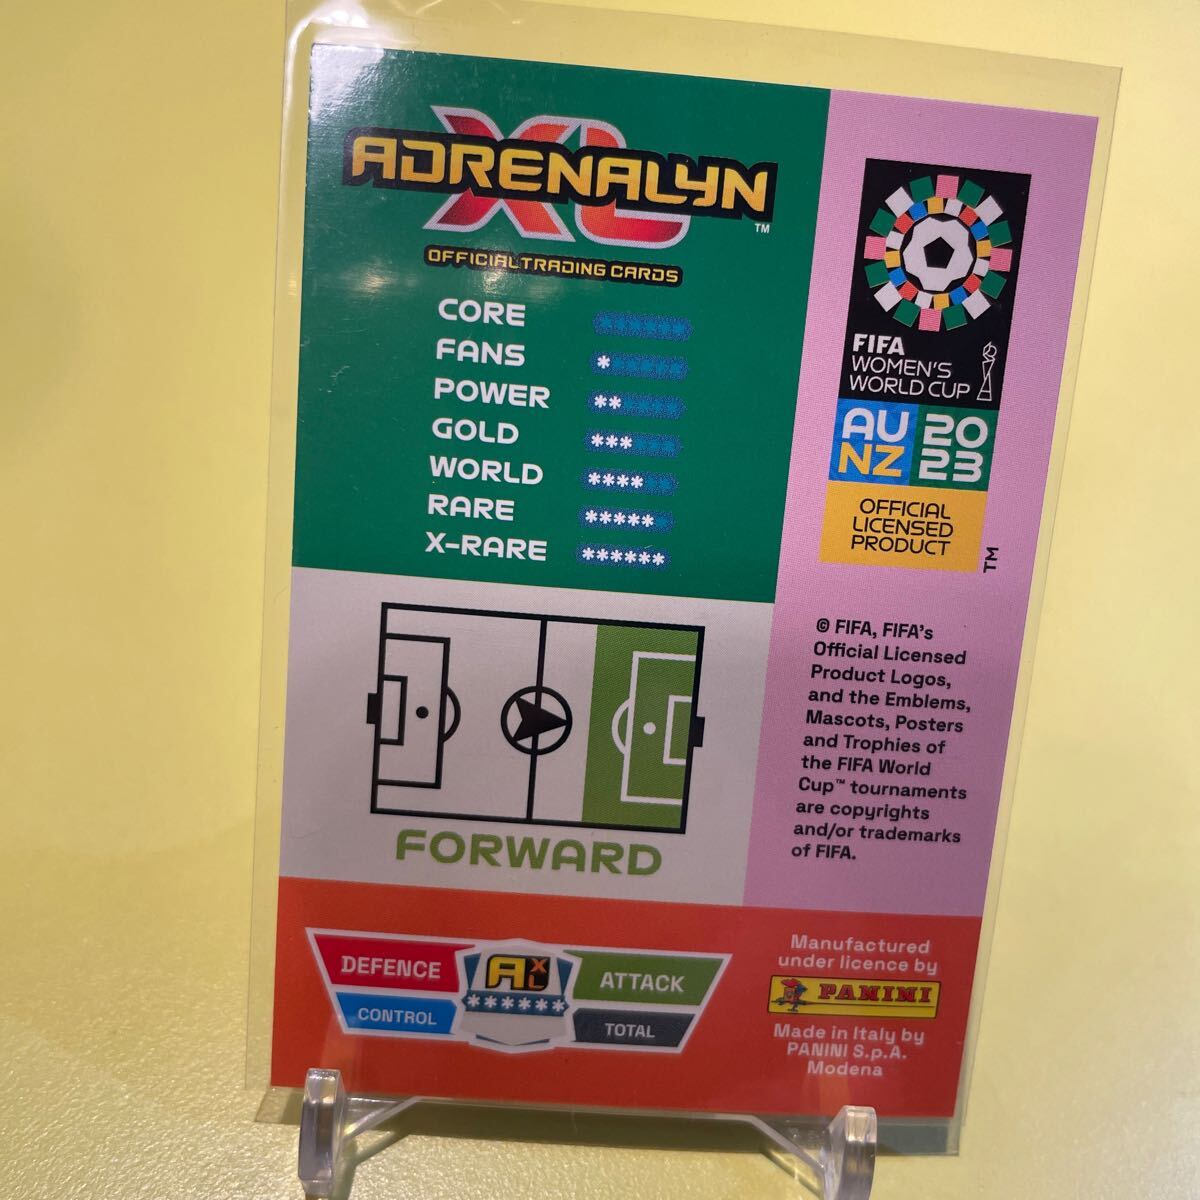 ADRENALYN
XL
TM
OFFICIAL TRADING CARDS
CORE
FANS *
POWER **
GOLD ***
WORLD ****
RARE *****
X-RARE ******
FORWARD
DEFENCE
CONTROL
AXL
******
ATTACK
TOTAL
FIFA
WOMEN'S
WORLD CUP
AU 20
NZ 23
OFFICIAL
LICENSED
PRODUCT
TM
© FIFA, FIFA's
Official Licensed
Product Logos,
and the Emblems,
Mascots, Posters
and Trophies of
the FIFA World
Cup™ tournaments
are copyrights
and/or trademarks
of FIFA.
Manufactured
under licence by
PANINI
Made in Italy by
PANINI S.p.A.
Modena